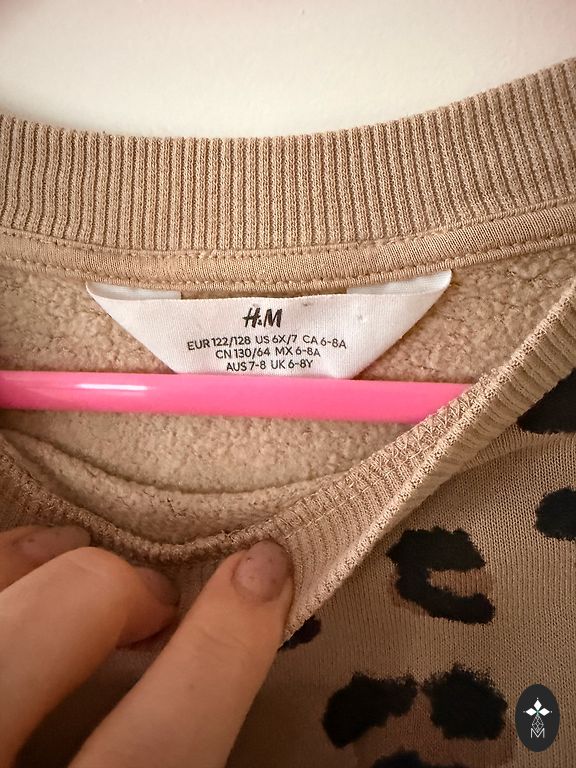 H&M
EUR 122/128 US 6X/7 CA 6-8A
CN 130/64 MX 6-8A
AUS 7-8 UK 6-8Y
M